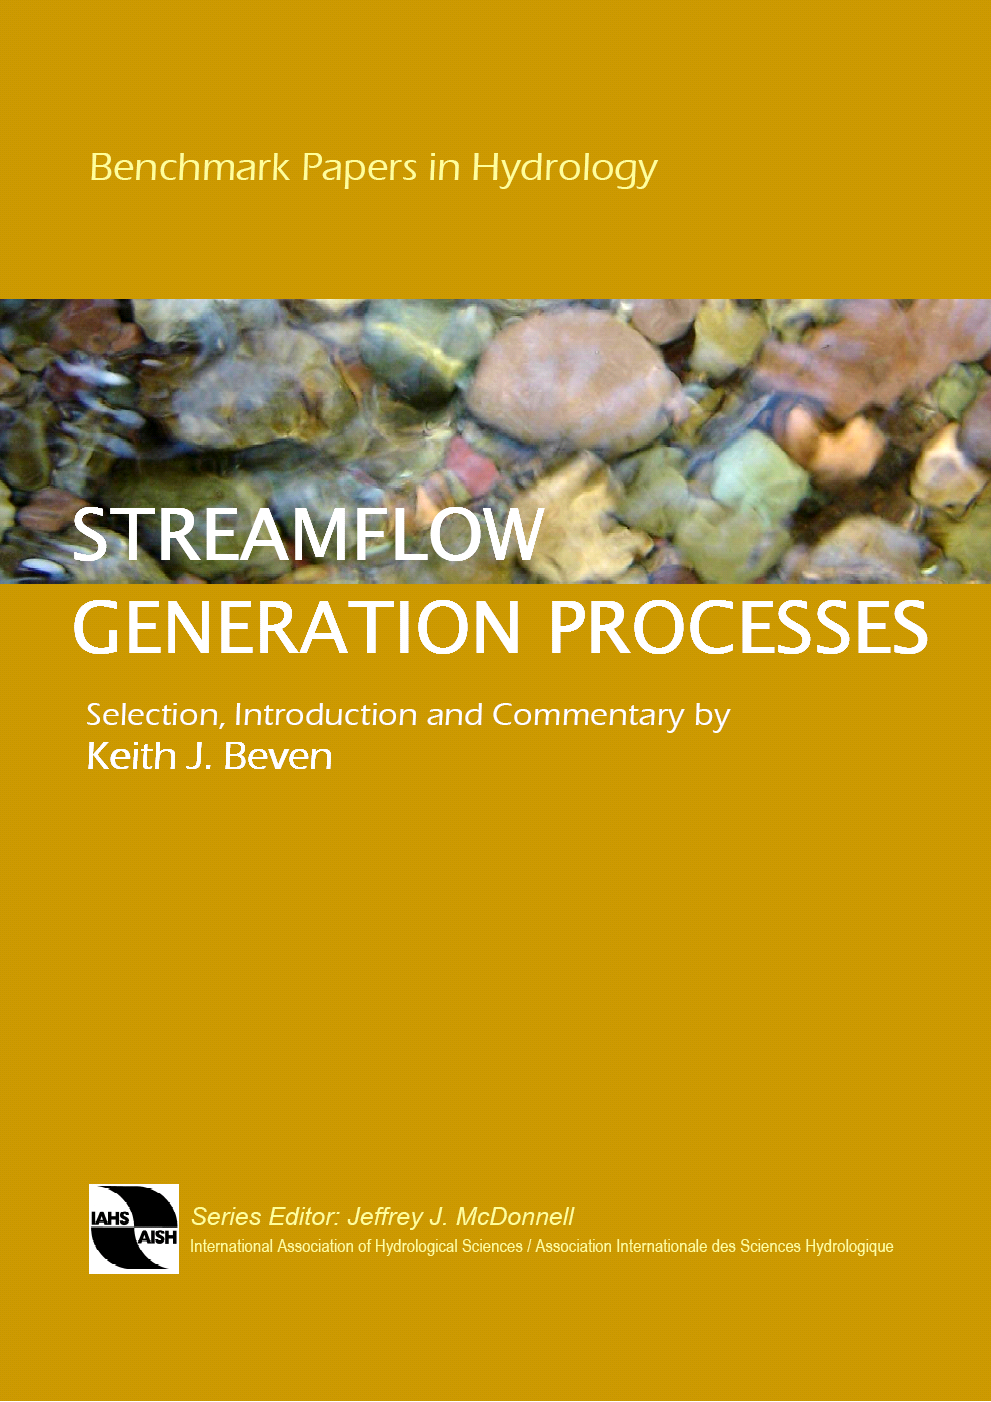 Benchmark Papers in Hydrology
STREAMFLOW
GENERATION PROCESSES
Selection, Introduction and Commentary by
Keith J. Beven
IAHS
AISH
Series Editor: Jeffrey J. McDonnell
International Association of Hydrological Sciences / Association Internationale des Sciences Hydrologique